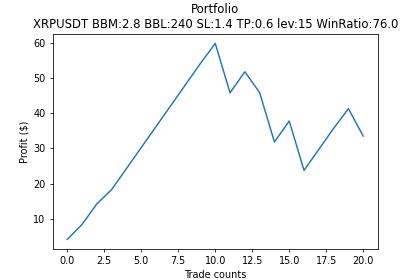 Portfolio
XRPUSDT BBM:2.8 BBL:240 SL:1.4 TP:0.6 lev:15 WinRatio:76.0
60
50
40
30
20
10
Profit ($)
0.0 2.5 5.0 7.5 10.0 12.5 15.0 17.5 20.0
Trade counts